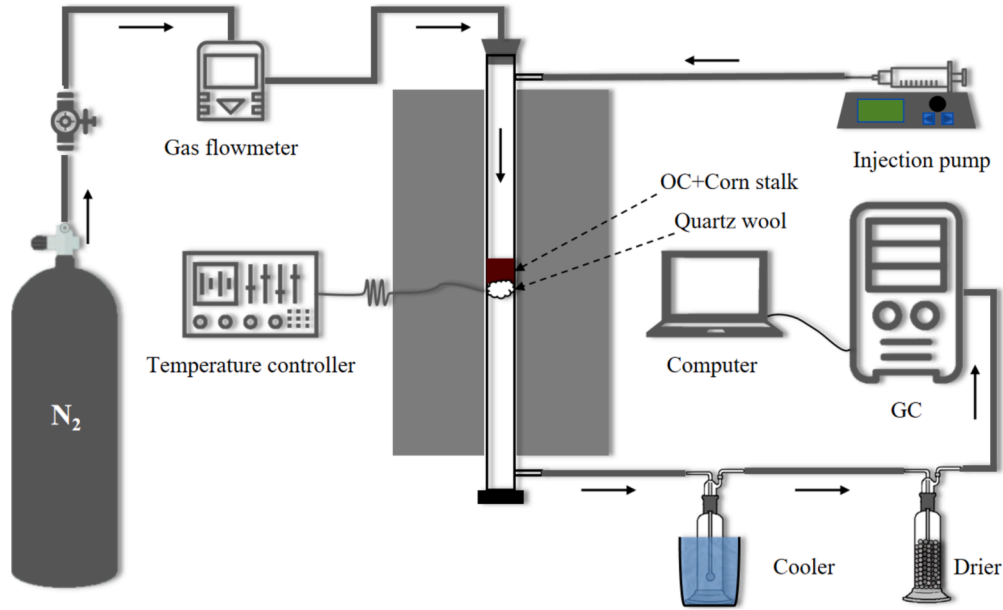 Gas flowmeter
Injection pump
OC+Corn stalk
Quartz wool
Temperature controller
Computer
GC
N₂
Cooler
Drier